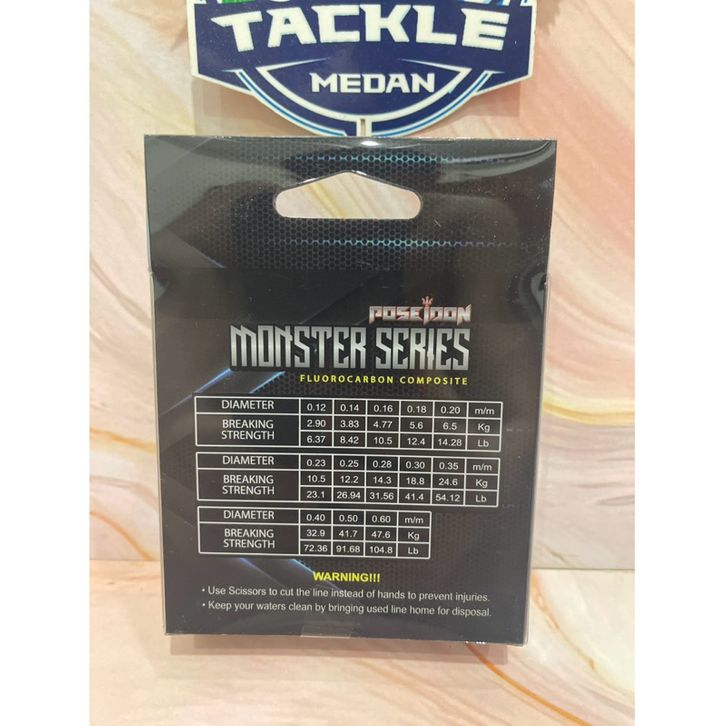 TACKLE
MEDAN
POSEIDON
MONSTER SERIES
FLUOROCARBON COMPOSITE
DIAMETER 0.12 0.14 0.16 0.18 0.20 m/m
BREAKING STRENGTH 2.90 3.83 4.77 5.6 6.5 Kg
6.37 8.42 10.5 12.4 14.28 Lb
DIAMETER 0.23 0.25 0.28 0.30 0.35 m/m
BREAKING STRENGTH 10.5 12.2 14.3 18.8 24.6 Kg
23.1 26.94 31.56 41.4 54.12 Lb
DIAMETER 0.40 0.50 0.60 m/m
BREAKING STRENGTH 32.9 41.7 47.6 Kg
72.36 91.68 104.8 Lb
WARNING!!!
• Use Scissors to cut the line instead of hands to prevent injuries.
• Keep your waters clean by bringing used line home for disposal.